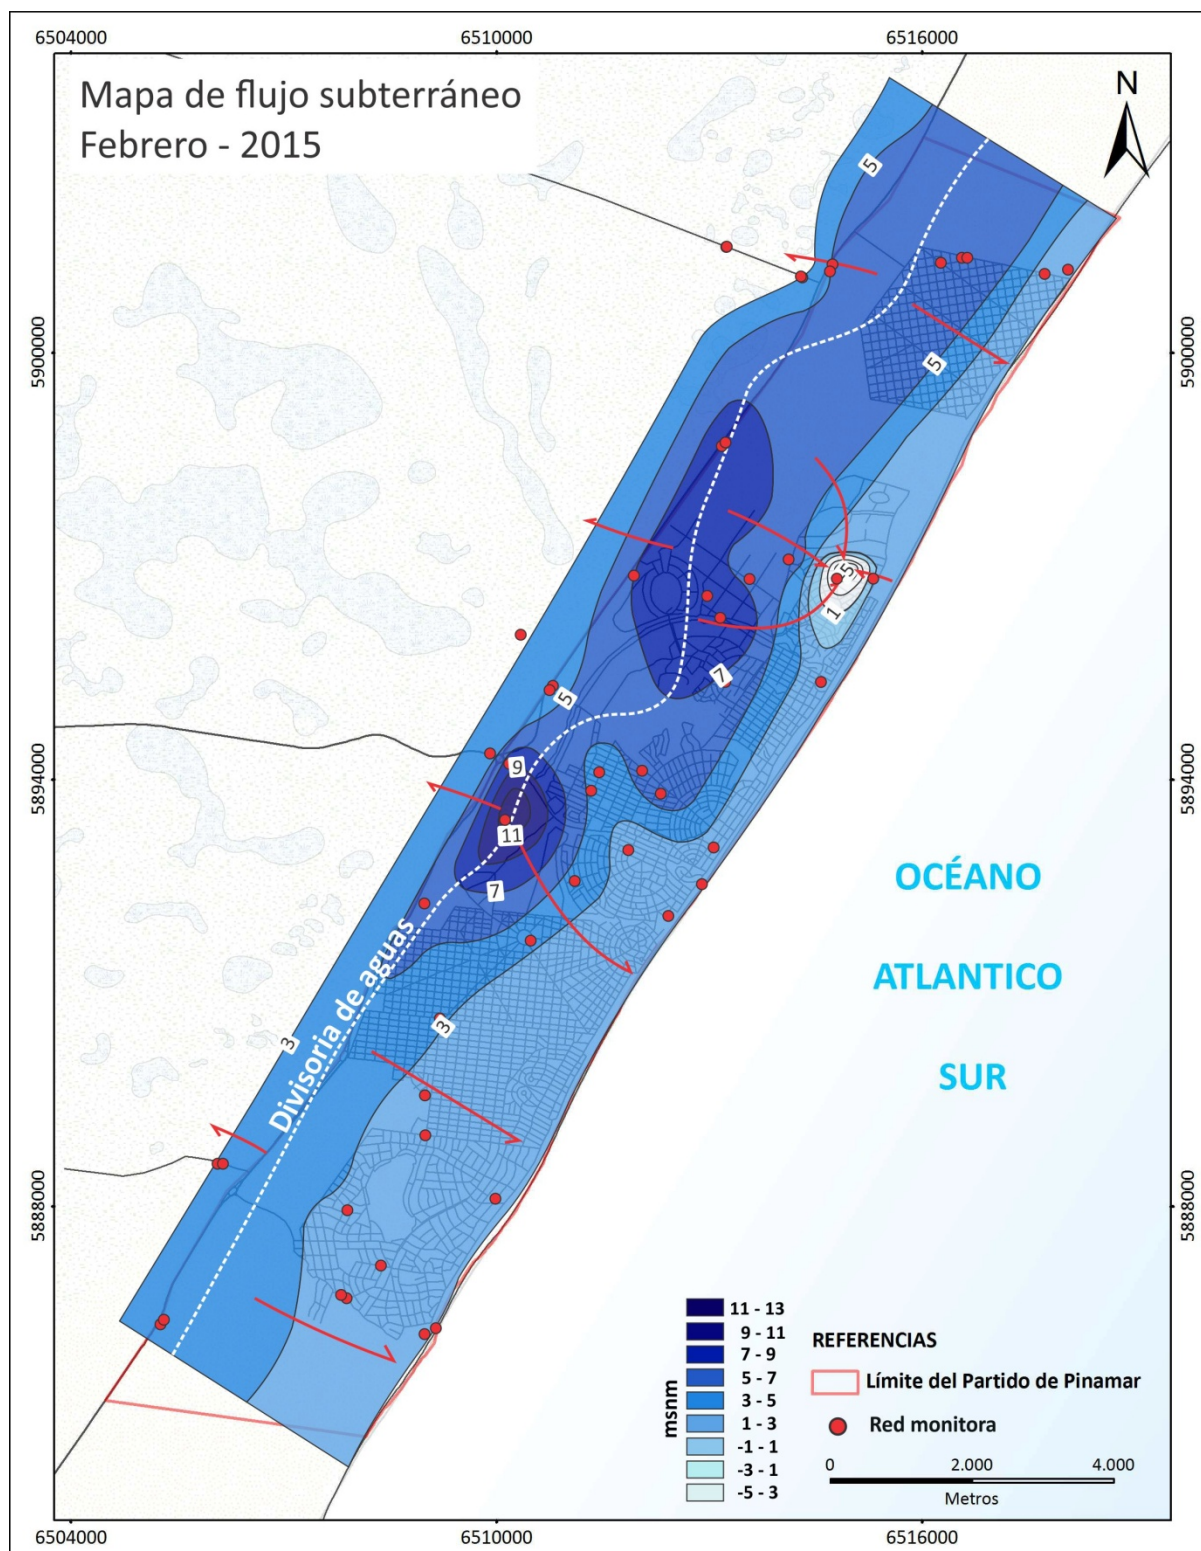 6504000
6510000
6516000
Mapa de flujo subterráneo
Febrero - 2015
N
5
5900000
5900000
5
5
1
7
5
9
11
7
5894000
5894000
OCÉANO
ATLANTICO
SUR
Divisoria de aguas
3
3
5888000
5888000
msnm
11 - 13
9 - 11
7 - 9
5 - 7
3 - 5
1 - 3
-1 - 1
-3 - 1
-5 - 3
REFERENCIAS
Límite del Partido de Pinamar
Red monitora
0
2.000
4.000
Metros
6504000
6510000
6516000